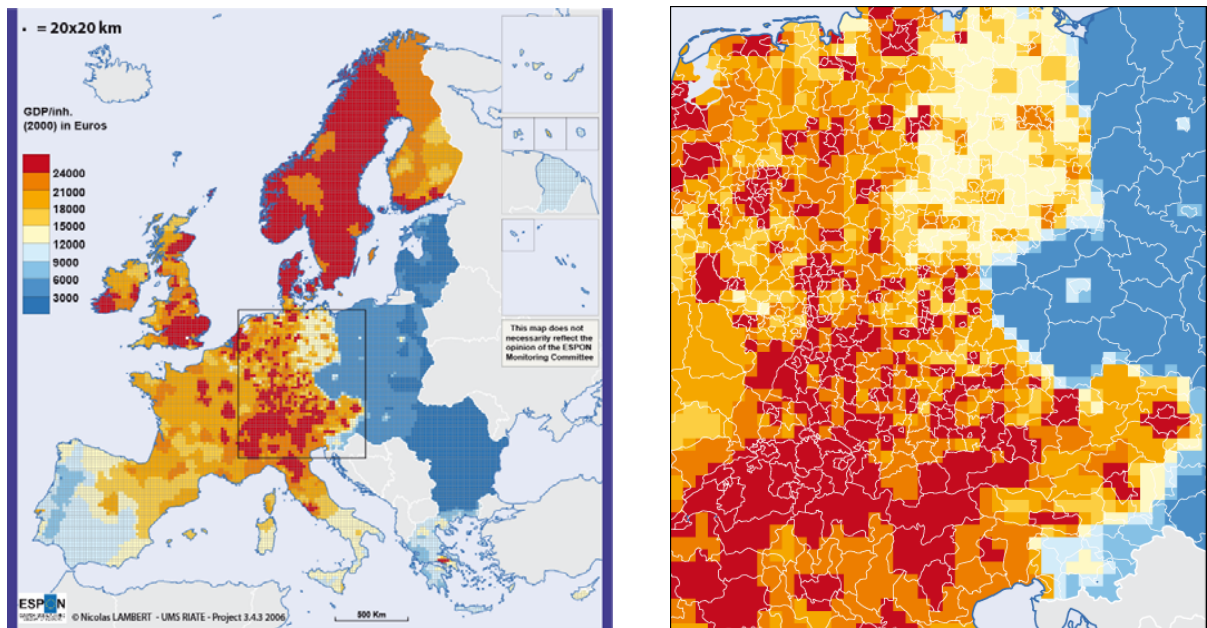 ▪ = 20x20 km
GDP/inh.
(2000) in Euros
24000
21000
18000
15000
12000
9000
6000
3000
This map does not
necessarily reflect the
opinion of the ESPON
Monitoring Committee
ESPON
© Nicolas LAMBERT - UMS RIATE - Project 3.4.3 2006
500 Km